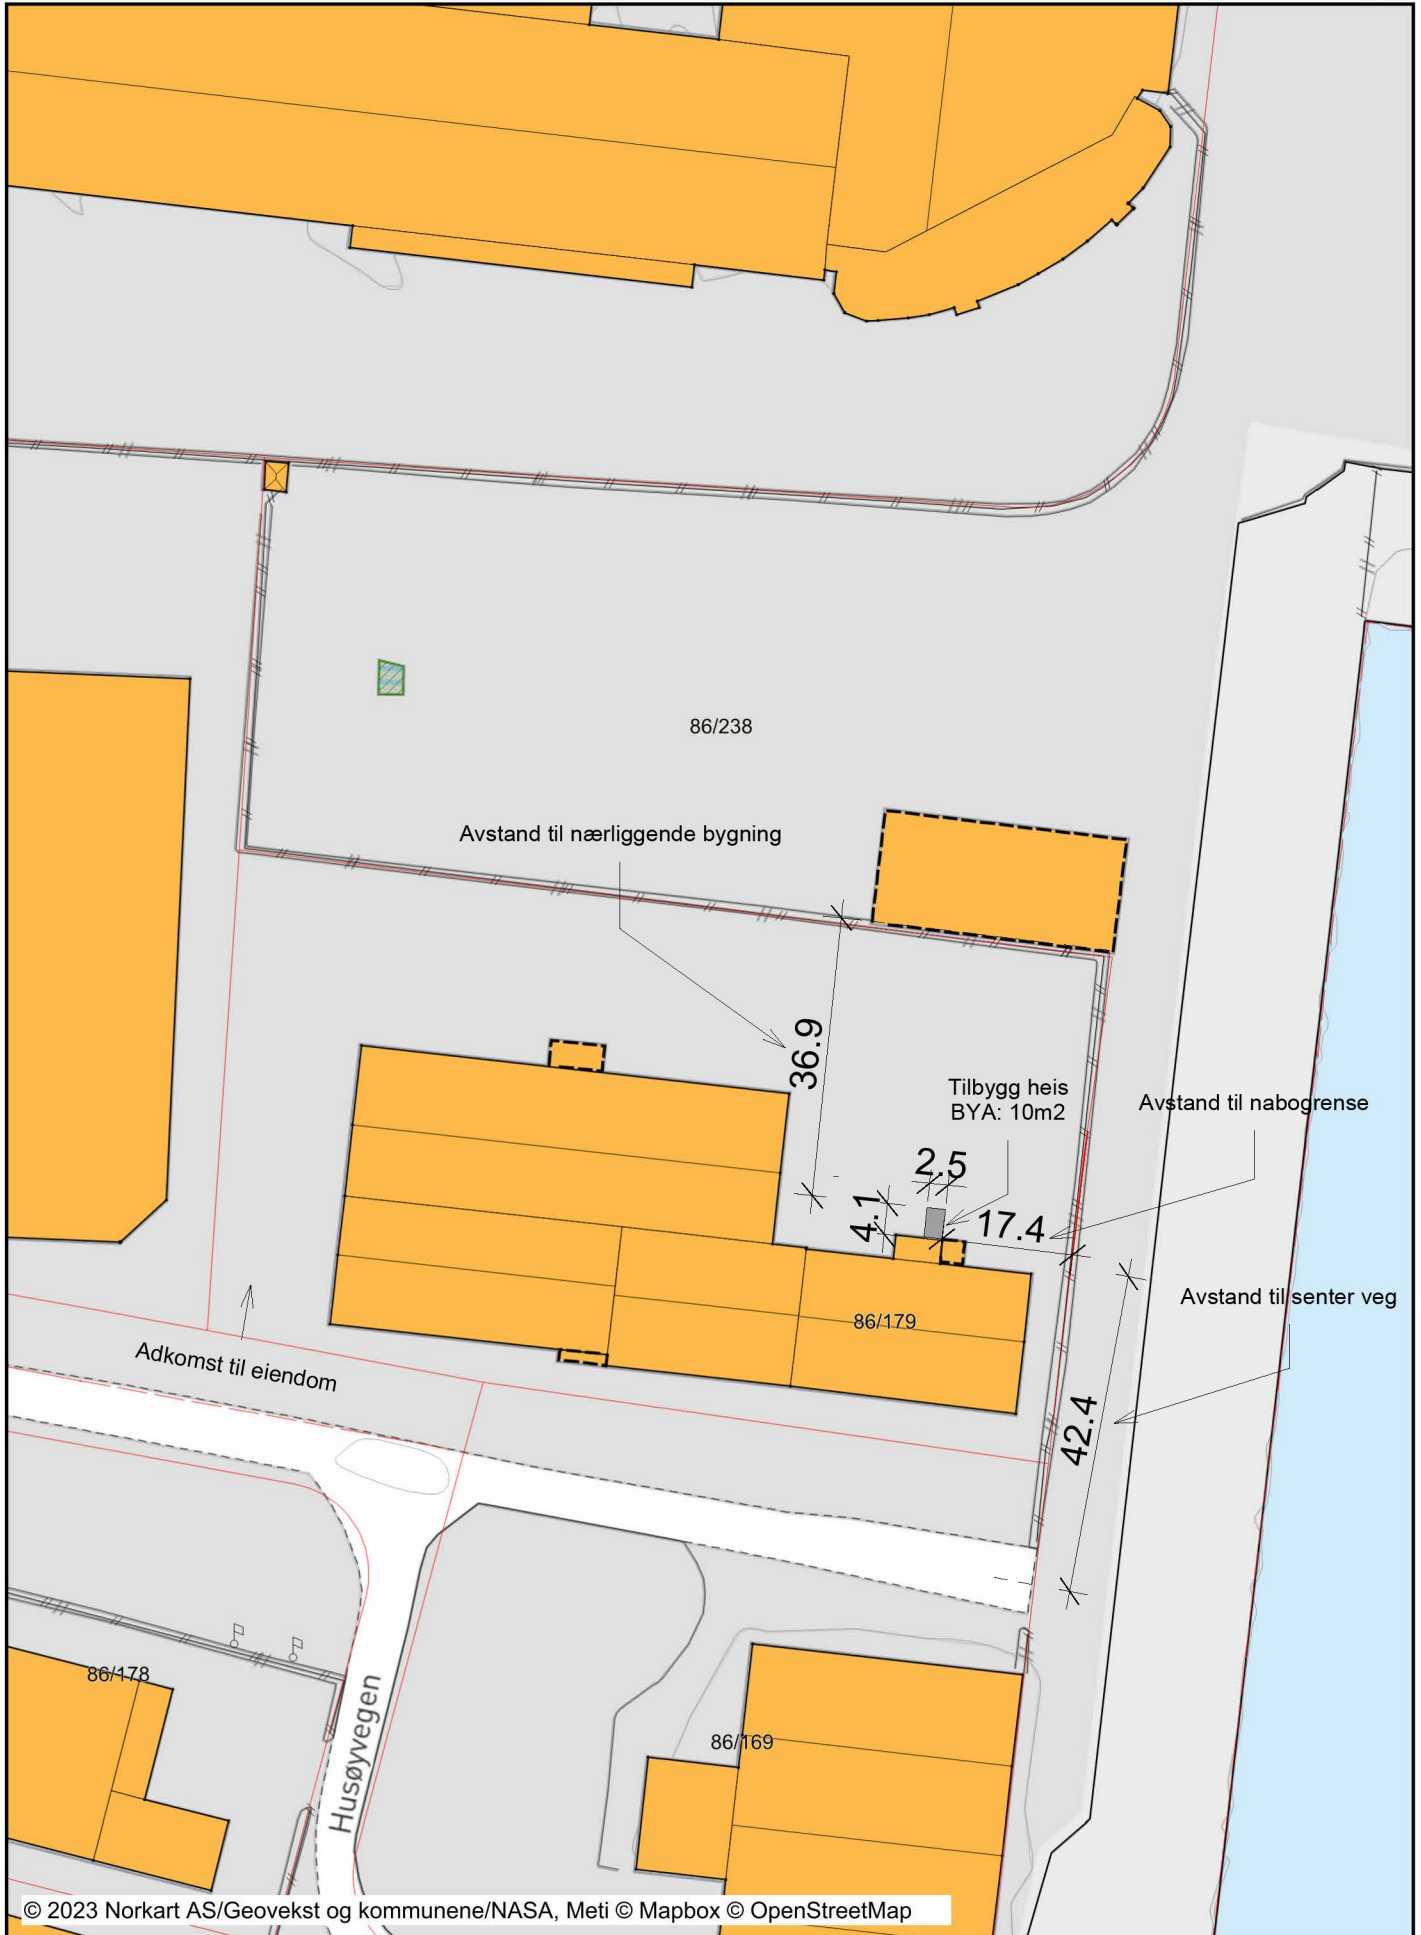 86/238
Avstand til nærliggende bygning
36.9
Tilbygg heis
BYA: 10m2
Avstand til nabogrense
2.5
4.1
17.4
Avstand til senter veg
86/179
Adkomst til eiendom
42.4
86/178
Husøyvegen
86/169
© 2023 Norkart AS/Geovekst og kommunene/NASA, Meti © Mapbox © OpenStreetMap